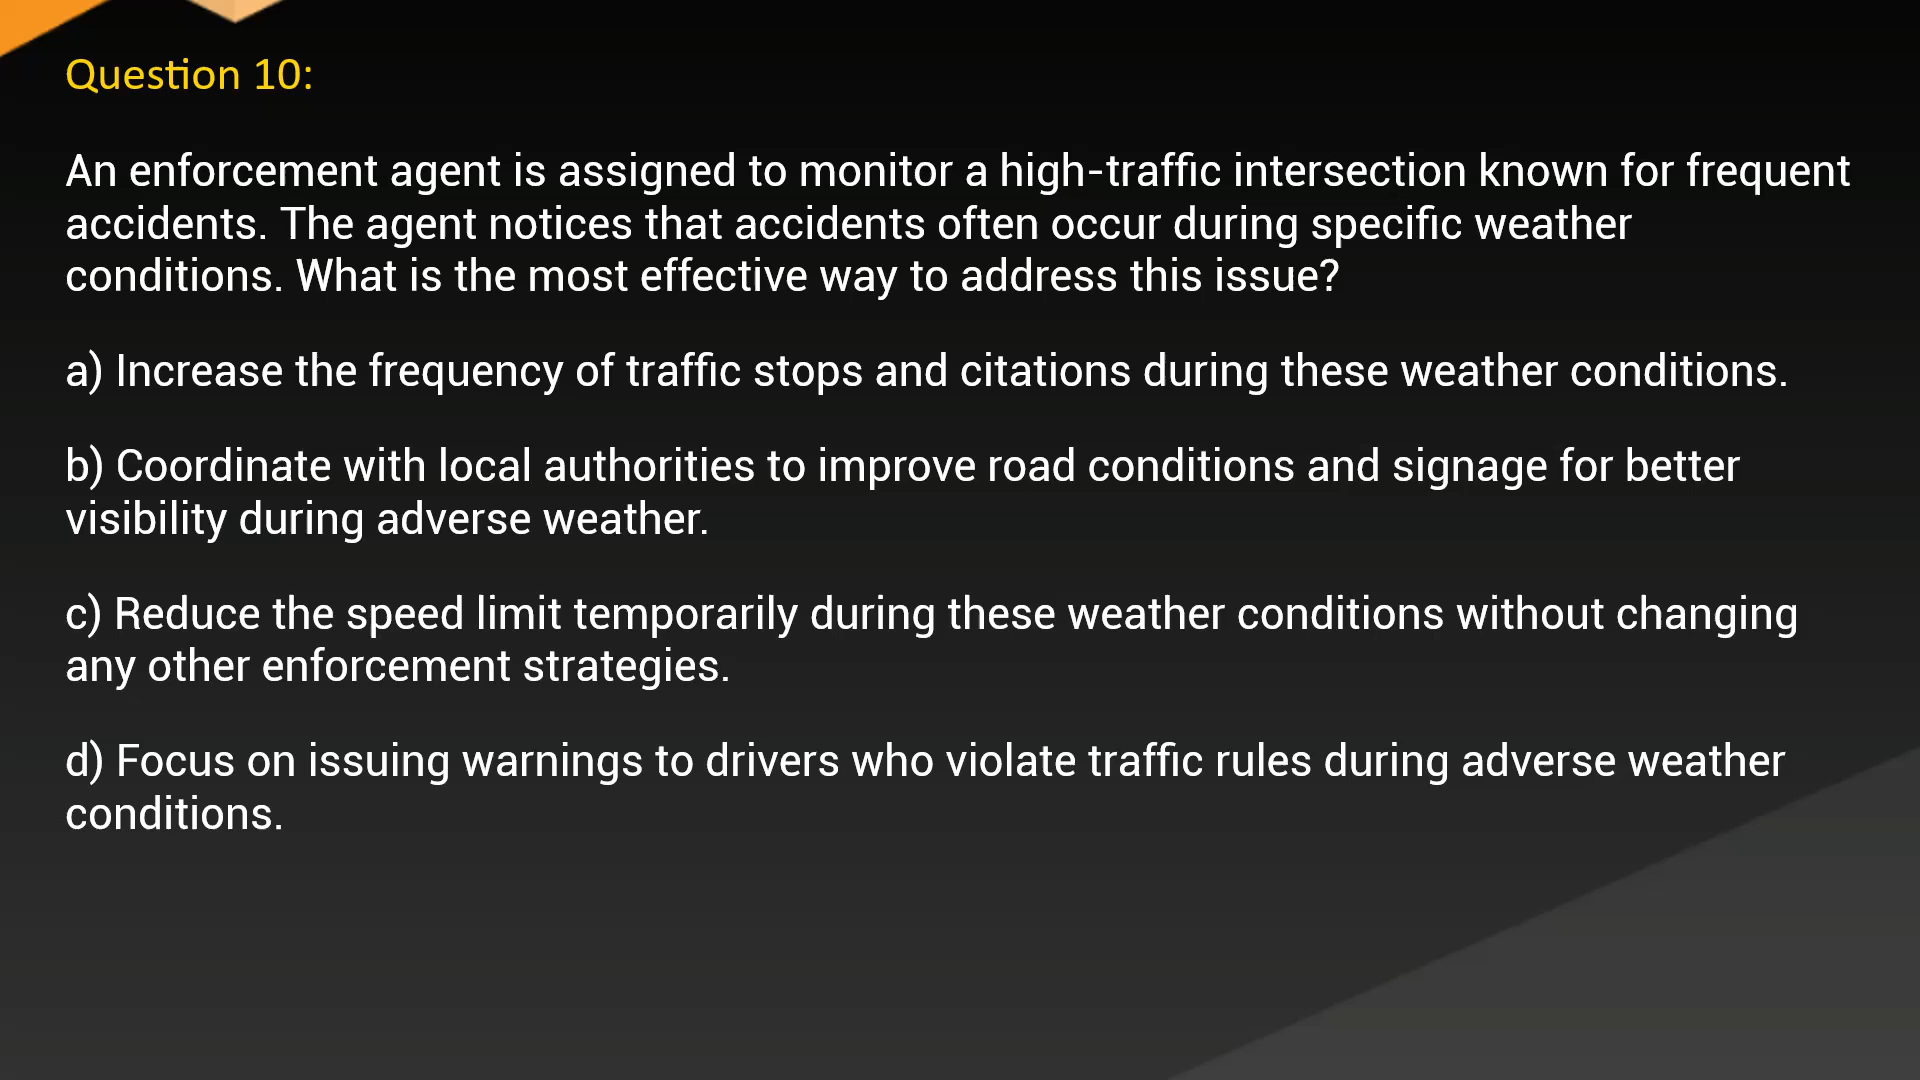 Question 10:
An enforcement agent is assigned to monitor a high-traffic intersection known for frequent
accidents. The agent notices that accidents often occur during specific weather
conditions. What is the most effective way to address this issue?
a) Increase the frequency of traffic stops and citations during these weather conditions.
b) Coordinate with local authorities to improve road conditions and signage for better
visibility during adverse weather.
c) Reduce the speed limit temporarily during these weather conditions without changing
any other enforcement strategies.
d) Focus on issuing warnings to drivers who violate traffic rules during adverse weather
conditions.